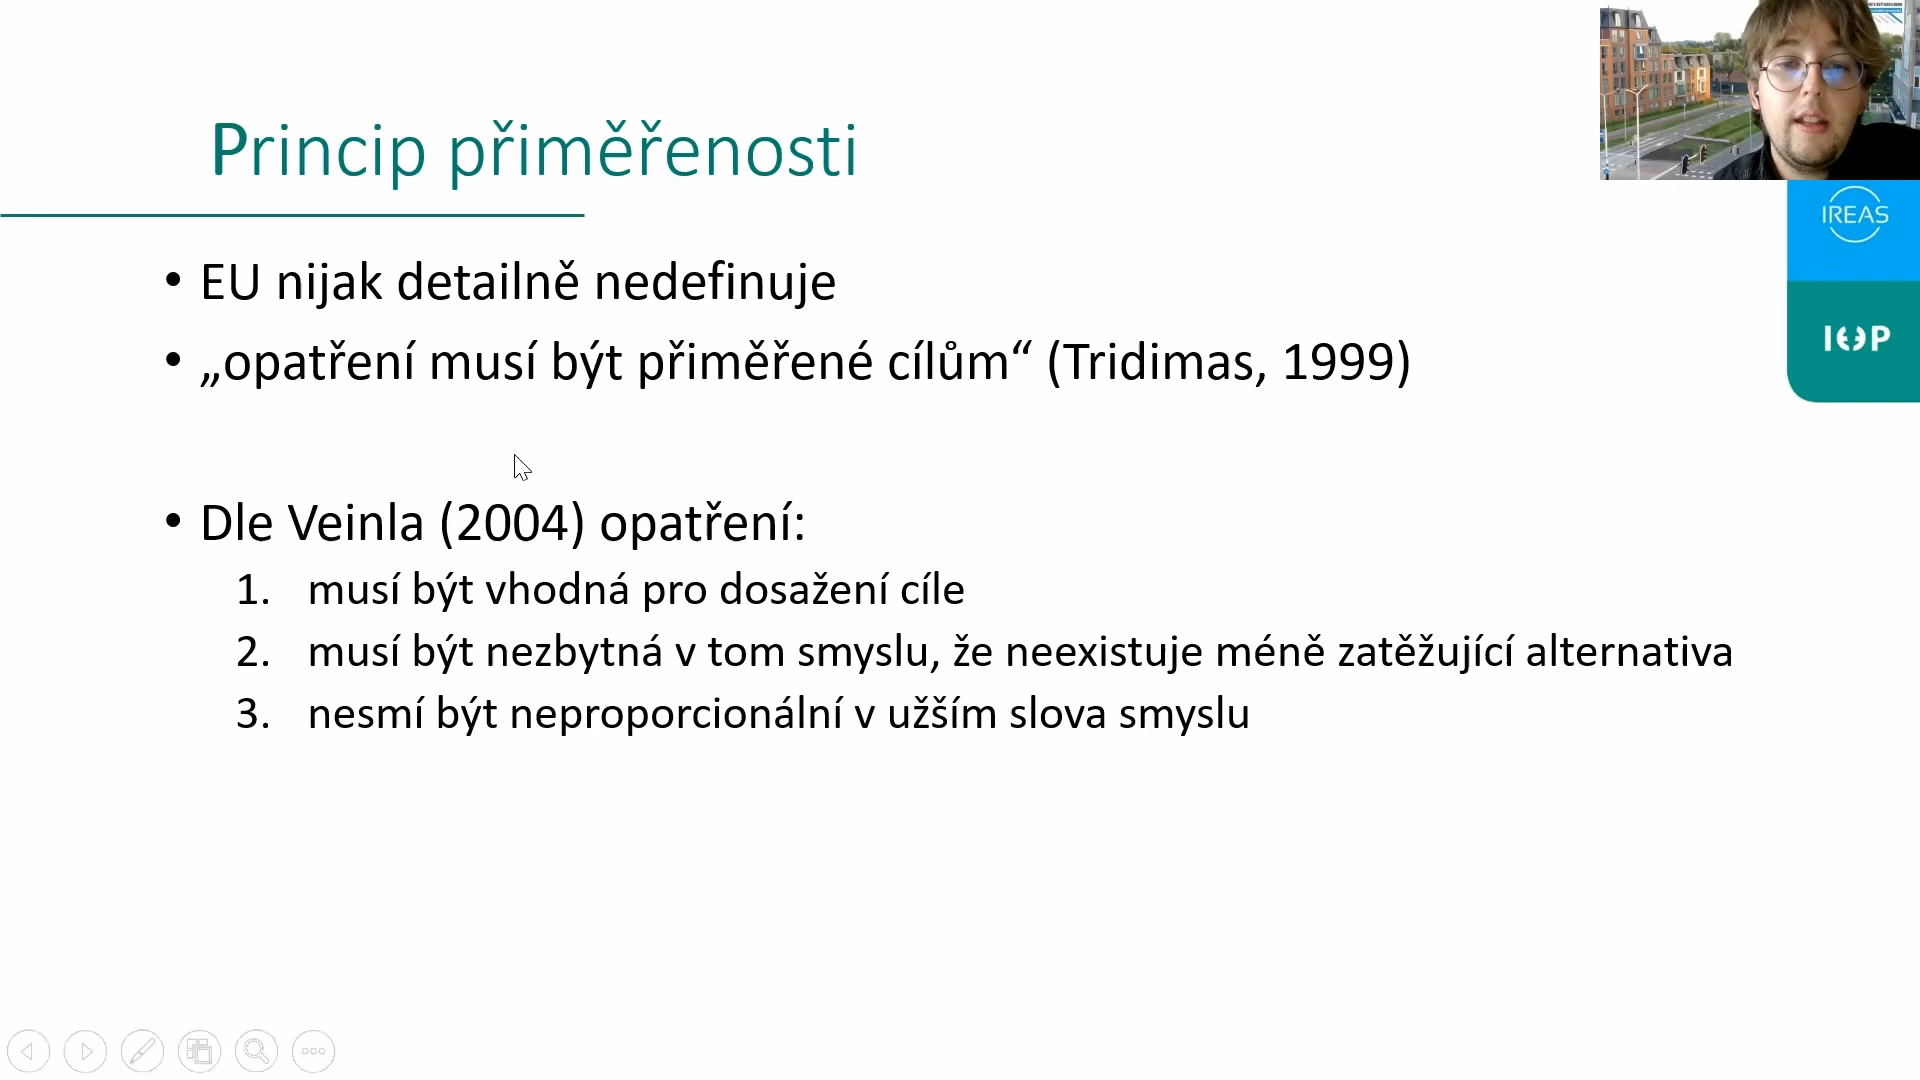 Princip přiměřenosti
• EU nijak detailně nedefinuje
• „opatření musí být přiměřené cílům“ (Tridimas, 1999)
• Dle Veinla (2004) opatření:
1. musí být vhodná pro dosažení cíle
2. musí být nezbytná v tom smyslu, že neexistuje méně zatěžující alternativa
3. nesmí být neproporcionální v užším slova smyslu
IREAS